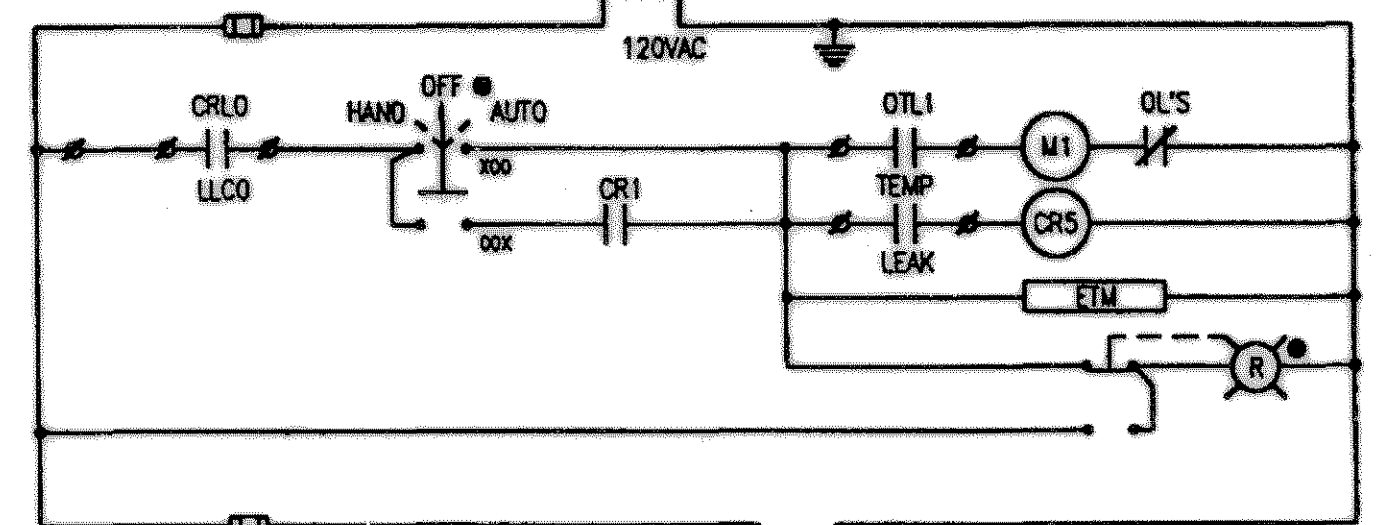 120VAC
OFF
CRLO
HAND
AUTO
OTL1
OL'S
M1
XOO
LLCO
TEMP
CR1
CR5
OOX
LEAK
ETM
R